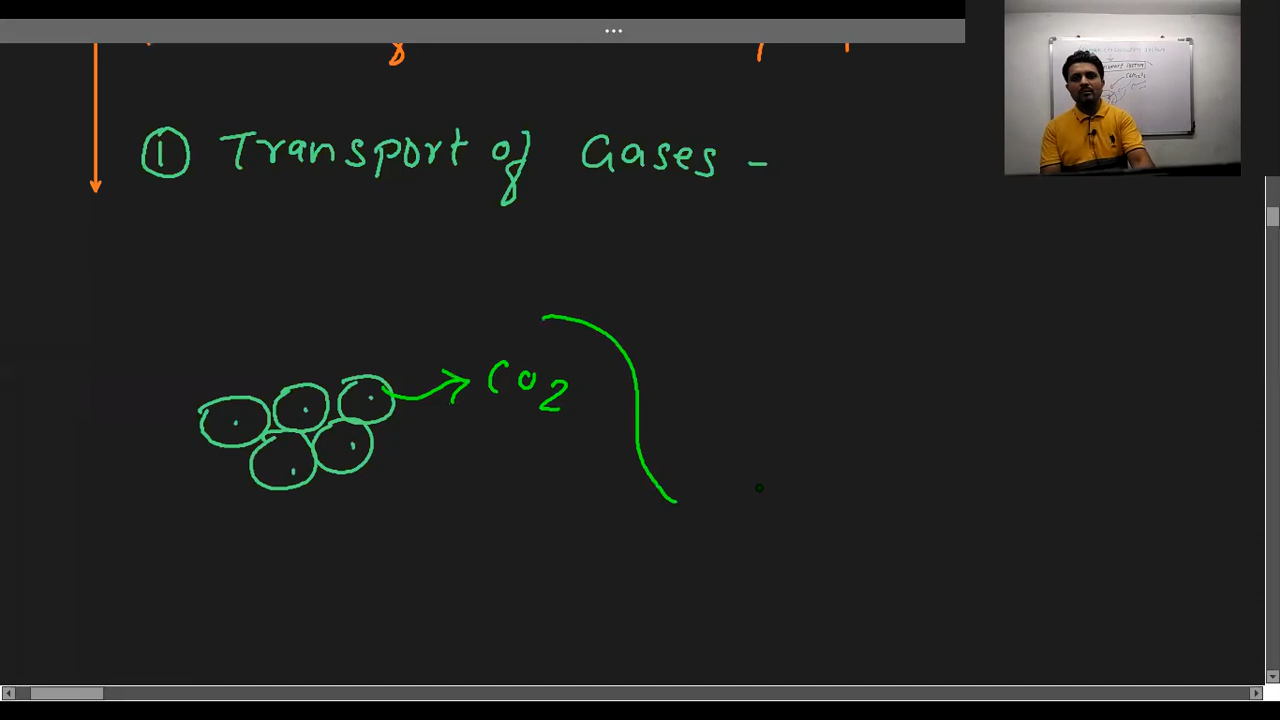 ① Transport of Gases -
CO2